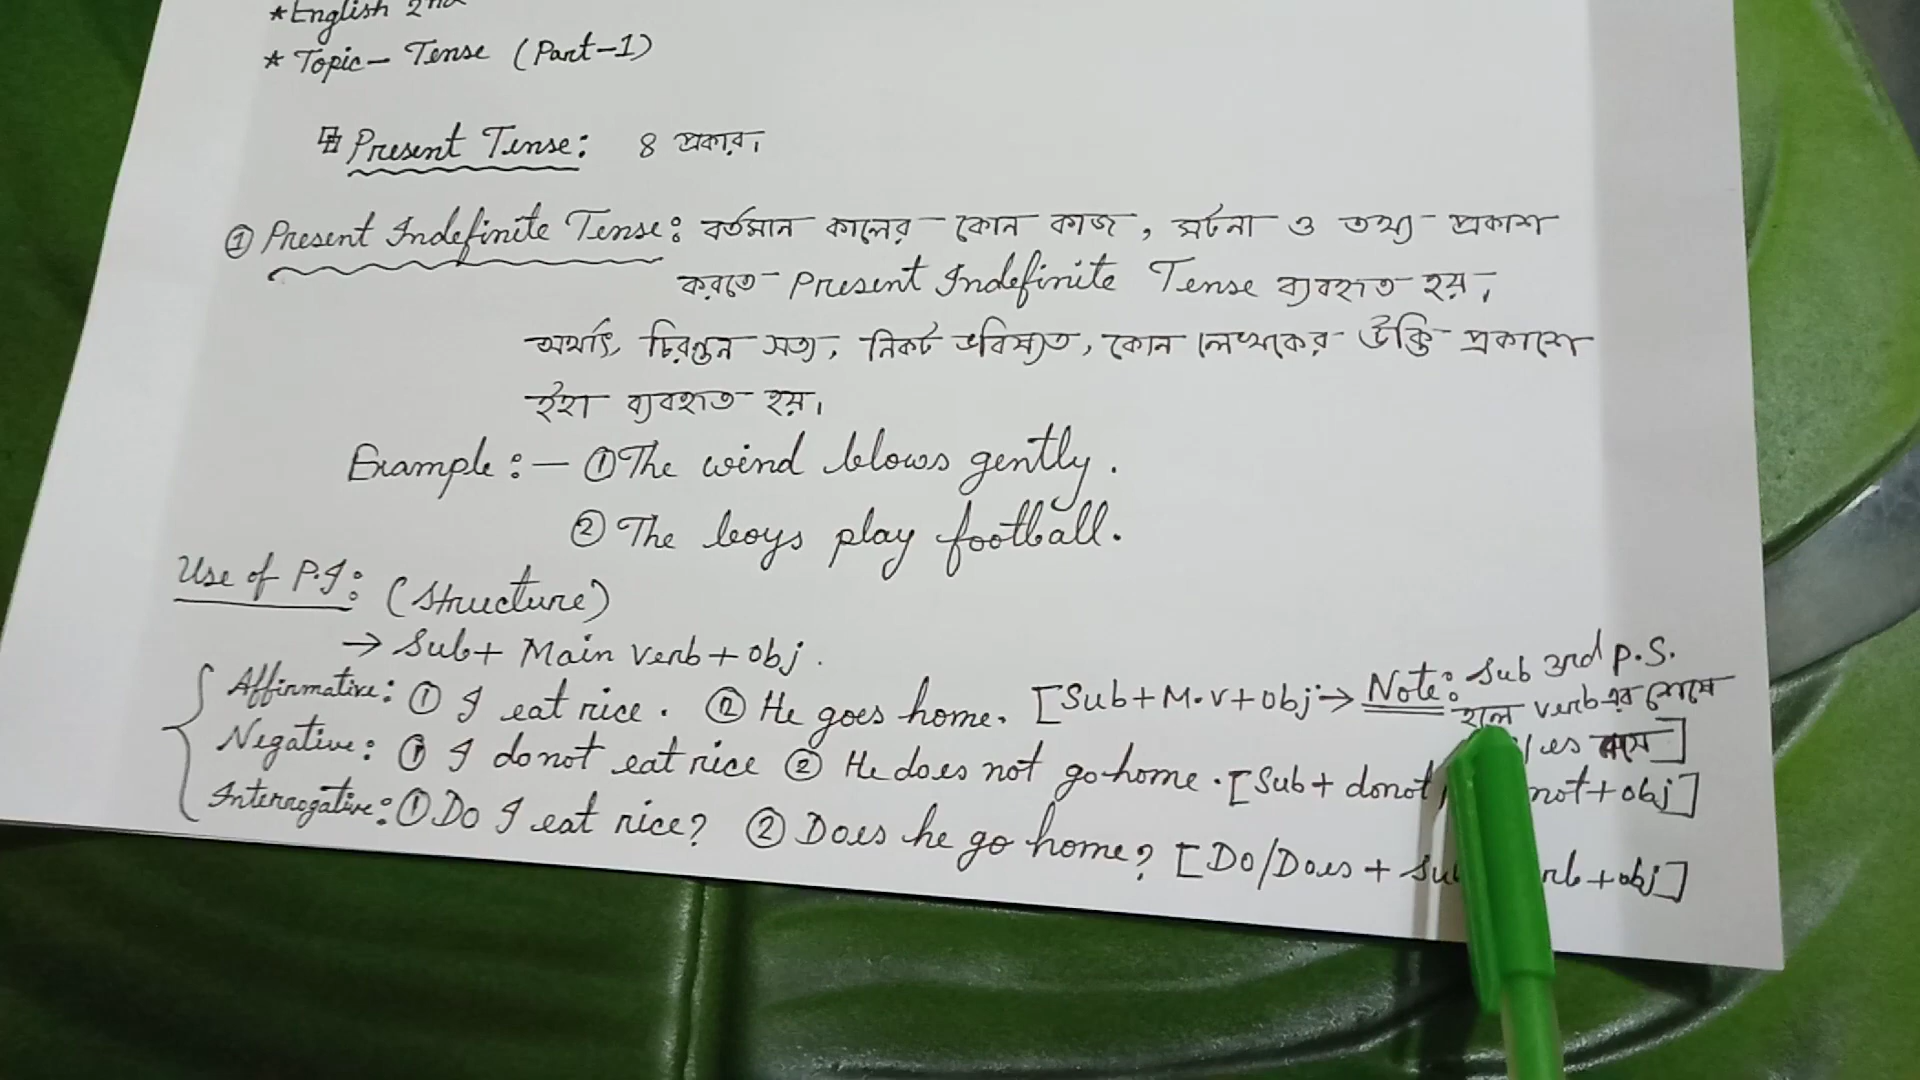 *English 2nd
* Topic- Tense (Part-1)
Present Tense: ৪ প্রকার।
① Present Indefinite Tense: বর্তমান কালের কোন কাজ, ঘটনা ও তথ্য প্রকাশ
করতে Present Indefinite Tense ব্যবহৃত হয়।
অর্থাৎ, চিরন্তন সত্য, নিকট ভবিষ্যত, কোন লেখকের উক্তি প্রকাশে
ইহা ব্যবহৃত হয়।
Example:- ① The wind blows gently.
② The boys play football.
Use of P.I: (Structure)
→ Sub+ Main verb+obj.
Affirmative: ① I eat rice. ② He goes home. [Sub+M.v+obj→ Note: Sub 3rd P.S.
হলে verb-এর শেষে
/es বসে]
Negative: ① I do not eat rice ② He does not go home. [Sub+ donot not+obj]
Interrogative: ① Do I eat rice? ② Does he go home? [Do/Does + Sub +obj]